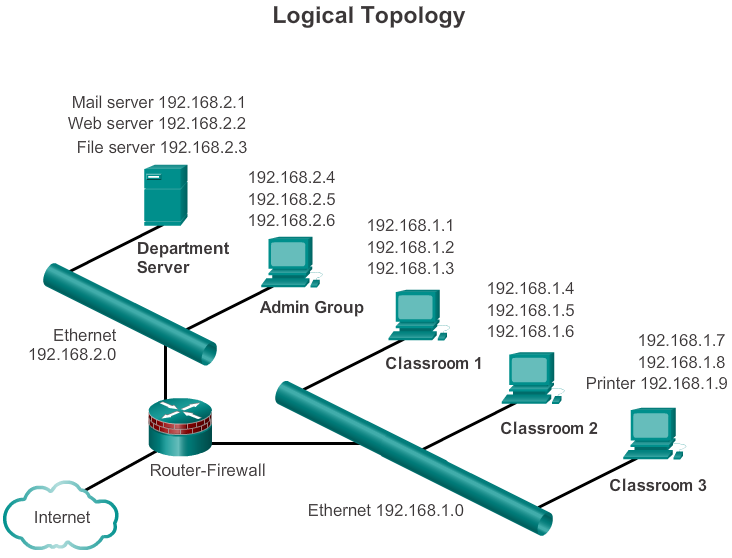 Logical Topology
Mail server 192.168.2.1
Web server 192.168.2.2
File server 192.168.2.3
192.168.2.4
192.168.2.5
192.168.2.6
Department
Server
Admin Group
192.168.1.1
192.168.1.2
192.168.1.3
Classroom 1
192.168.1.4
192.168.1.5
192.168.1.6
Classroom 2
192.168.1.7
192.168.1.8
Printer 192.168.1.9
Classroom 3
Ethernet
192.168.2.0
Router-Firewall
Ethernet 192.168.1.0
Internet